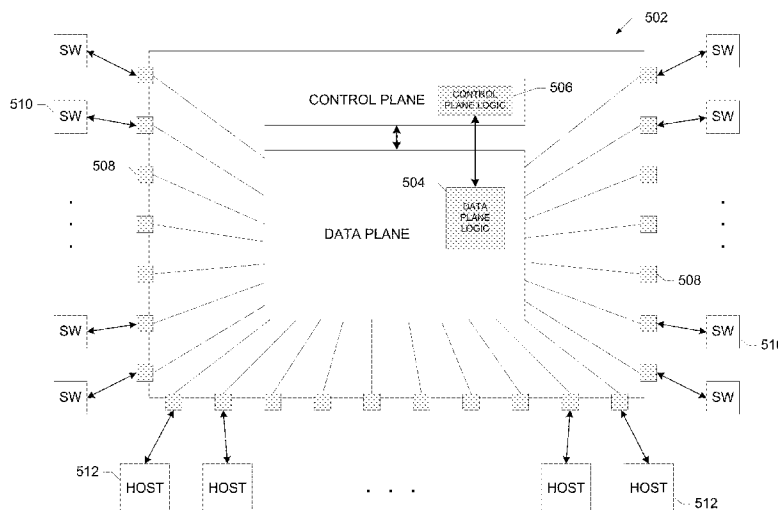 502
SW
SW
CONTROL PLANE
CONTROL
PLANE LOGIC
506
510
SW
SW
508
504
DATA
PLANE
LOGIC
DATA PLANE
. . .
. . .
508
SW
SW
510
SW
SW
512
HOST
HOST
. . .
HOST
HOST
512